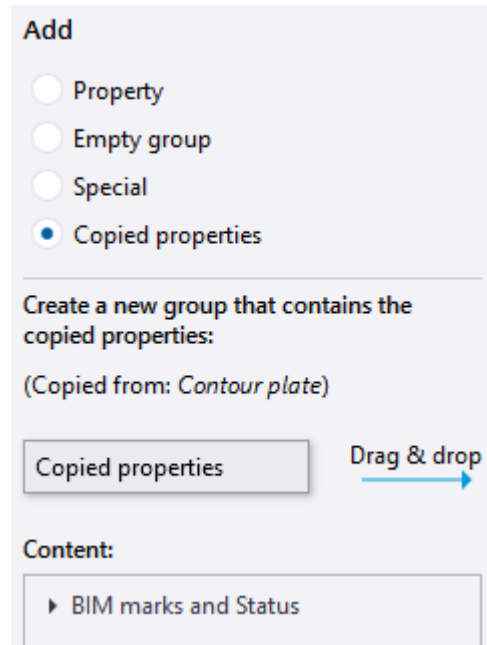 Add
Property
Empty group
Special
Copied properties
Create a new group that contains the
copied properties:
(Copied from: Contour plate)
Copied properties
Drag & drop
Content:
BIM marks and Status